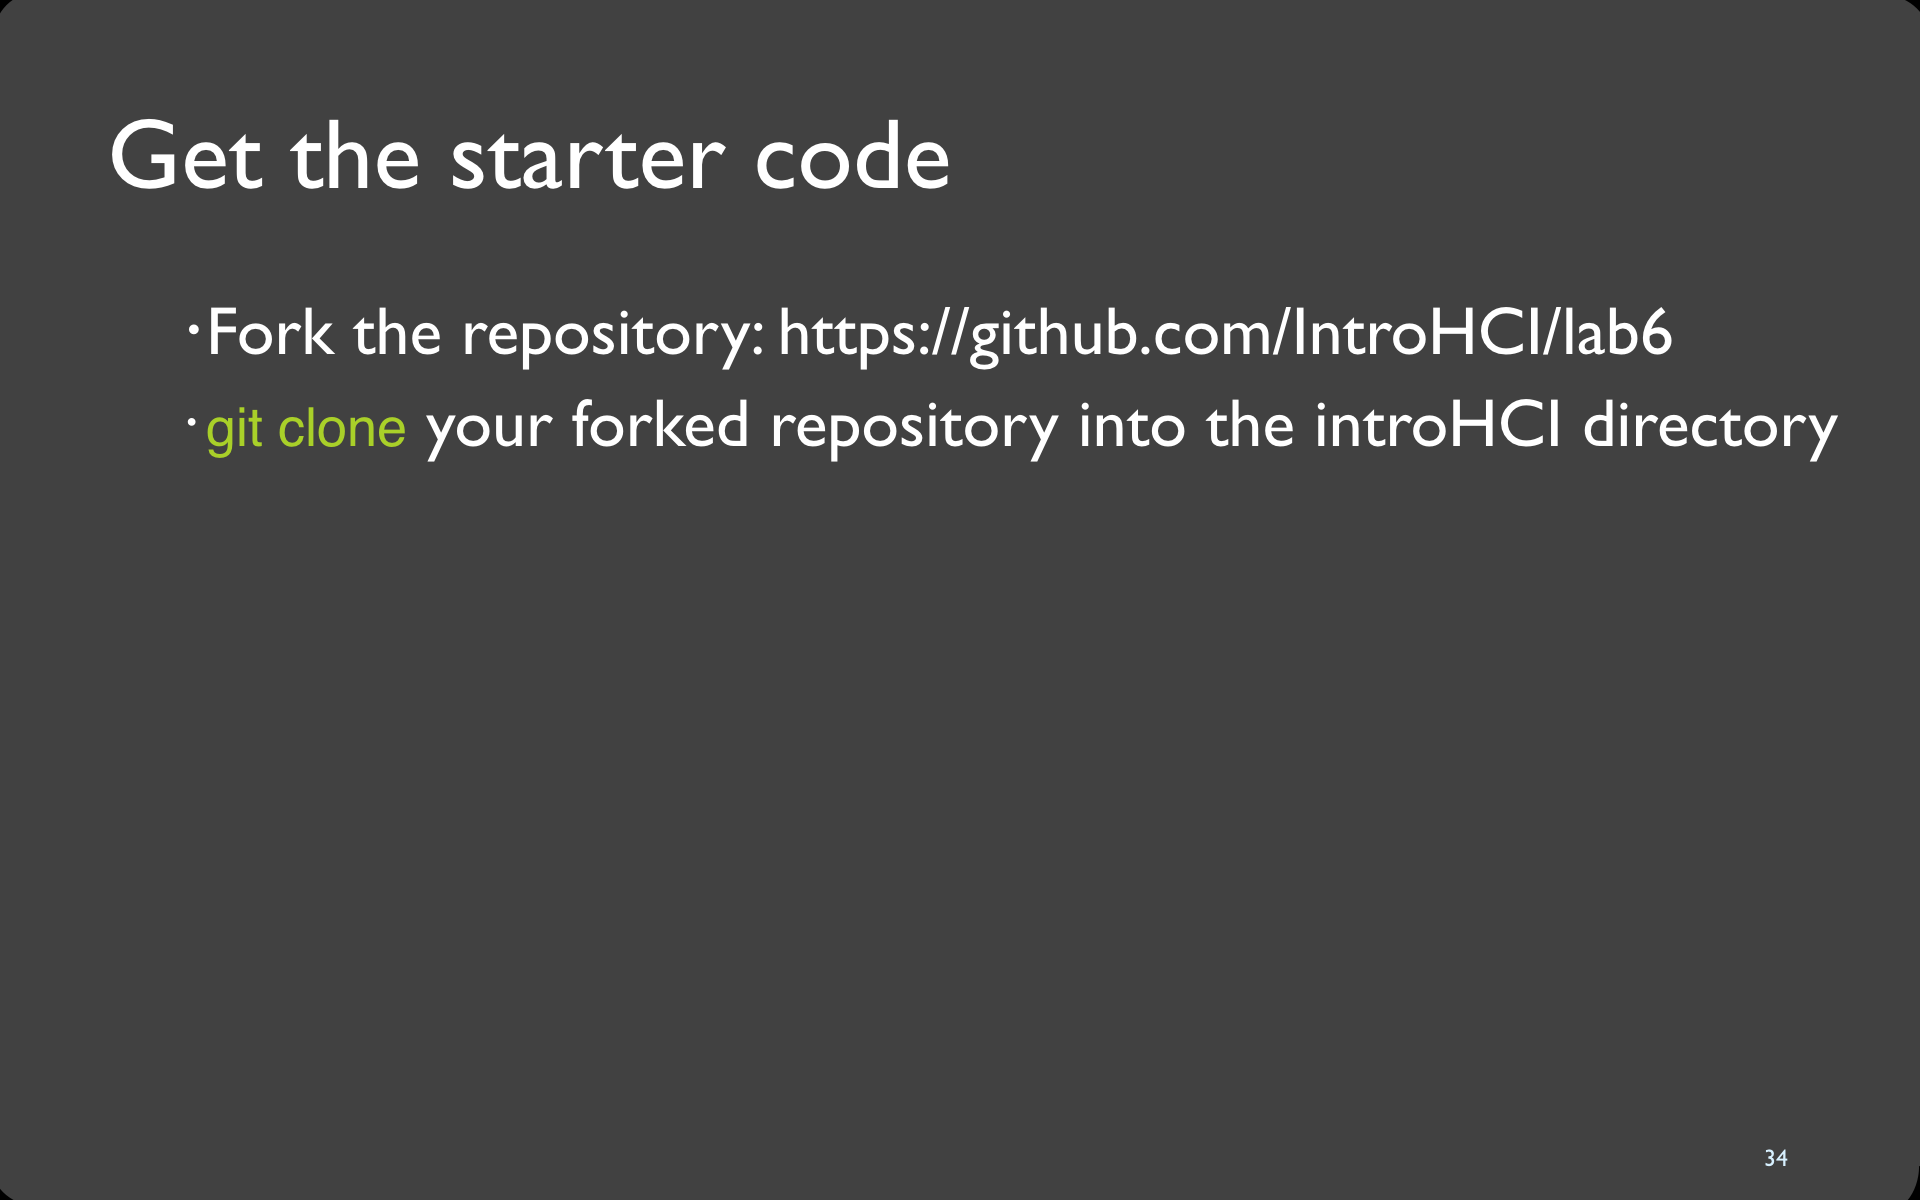 Get the starter code
•Fork the repository: https://github.com/IntroHCI/lab6
•git clone your forked repository into the introHCI directory
34